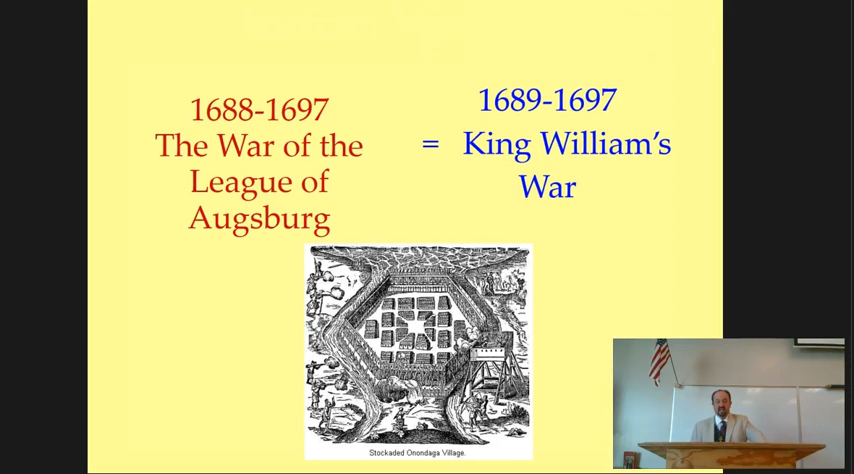 1688-1697
The War of the
League of
Augsburg
1689-1697
= King William's
War
Stockaded Onondaga Village.